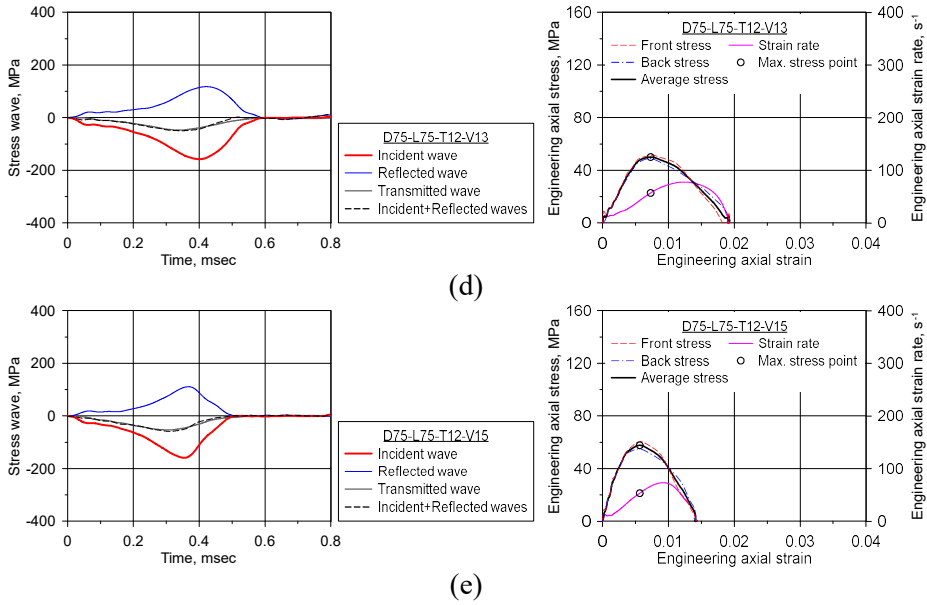 400
200
0
-200
-400
Stress wave, MPa
0 0.2 0.4 0.6 0.8
Time, msec
D75-L75-T12-V13
Incident wave
Reflected wave
Transmitted wave
Incident+Reflected waves
160
120
80
40
0
Engineering axial stress, MPa
D75-L75-T12-V13
Front stress Strain rate
Back stress Max. stress point
Average stress
400
300
200
100
0
Engineering axial strain rate, s-1
0 0.01 0.02 0.03 0.04
Engineering axial strain
(d)
400
200
0
-200
-400
Stress wave, MPa
0 0.2 0.4 0.6 0.8
Time, msec
D75-L75-T12-V15
Incident wave
Reflected wave
Transmitted wave
Incident+Reflected waves
160
120
80
40
0
Engineering axial stress, MPa
D75-L75-T12-V15
Front stress Strain rate
Back stress Max. stress point
Average stress
400
300
200
100
0
Engineering axial strain rate, s-1
0 0.01 0.02 0.03 0.04
Engineering axial strain
(e)